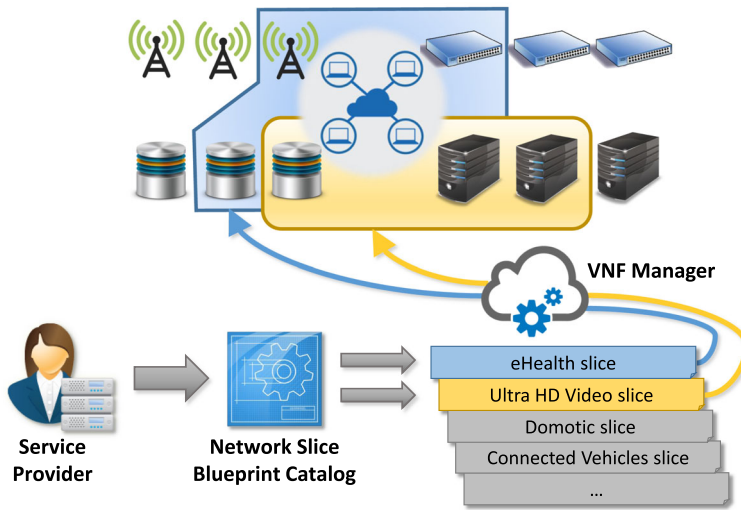 VNF Manager
eHealth slice
Ultra HD Video slice
Domotic slice
Connected Vehicles slice
...
Service
Provider
Network Slice
Blueprint Catalog